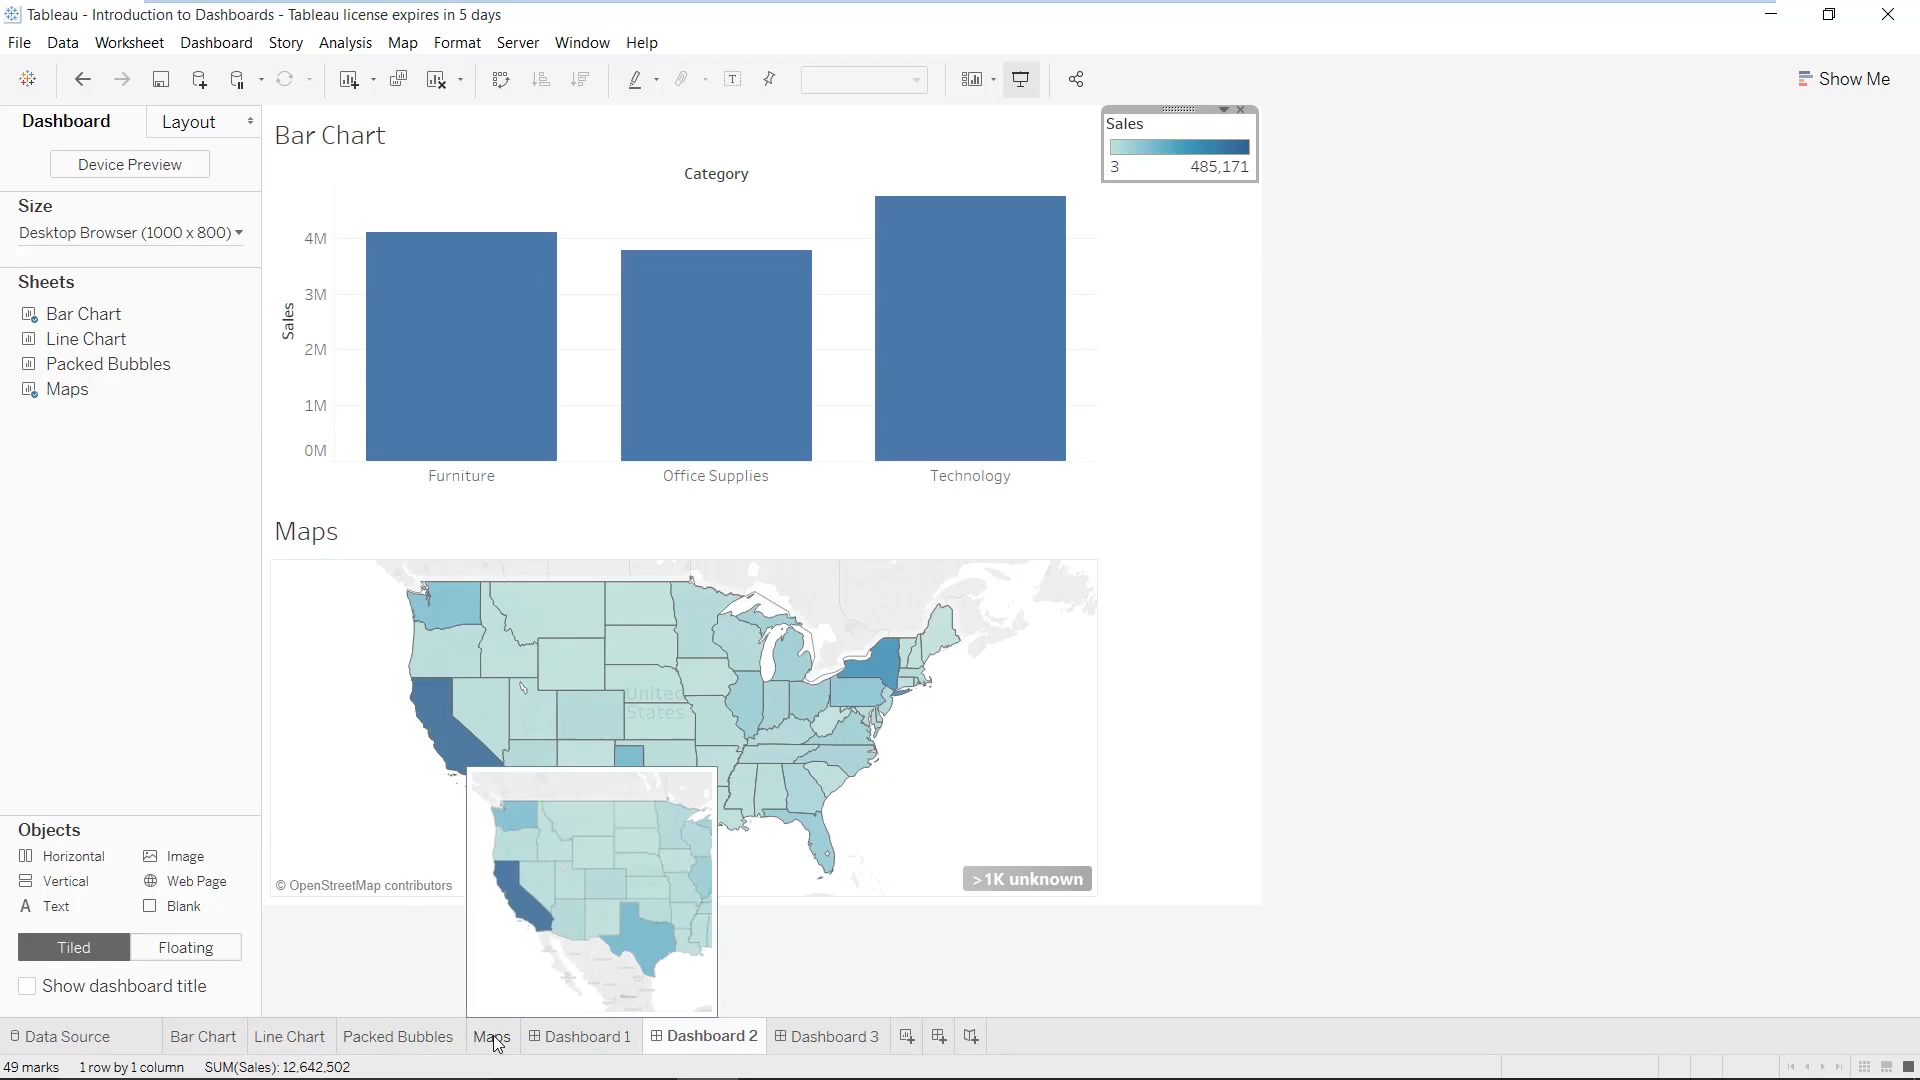 Tableau - Introduction to Dashboards - Tableau license expires in 5 days
File Data Worksheet Dashboard Story Analysis Map Format Server Window Help
Show Me
Dashboard Layout
Device Preview
Size
Desktop Browser (1000 x 800)
Sheets
Bar Chart
Line Chart
Packed Bubbles
Maps
Objects
Horizontal Image
Vertical Web Page
A Text Blank
Tiled Floating
Show dashboard title
Bar Chart
Category
Sales
4M
3M
2M
1M
0M
Furniture Office Supplies Technology
Sales
3 485,171
Maps
United
States
© OpenStreetMap contributors
>1K unknown
Data Source Bar Chart Line Chart Packed Bubbles Maps Dashboard 1 Dashboard 2 Dashboard 3
49 marks 1 row by 1 column SUM(Sales): 12,642,502